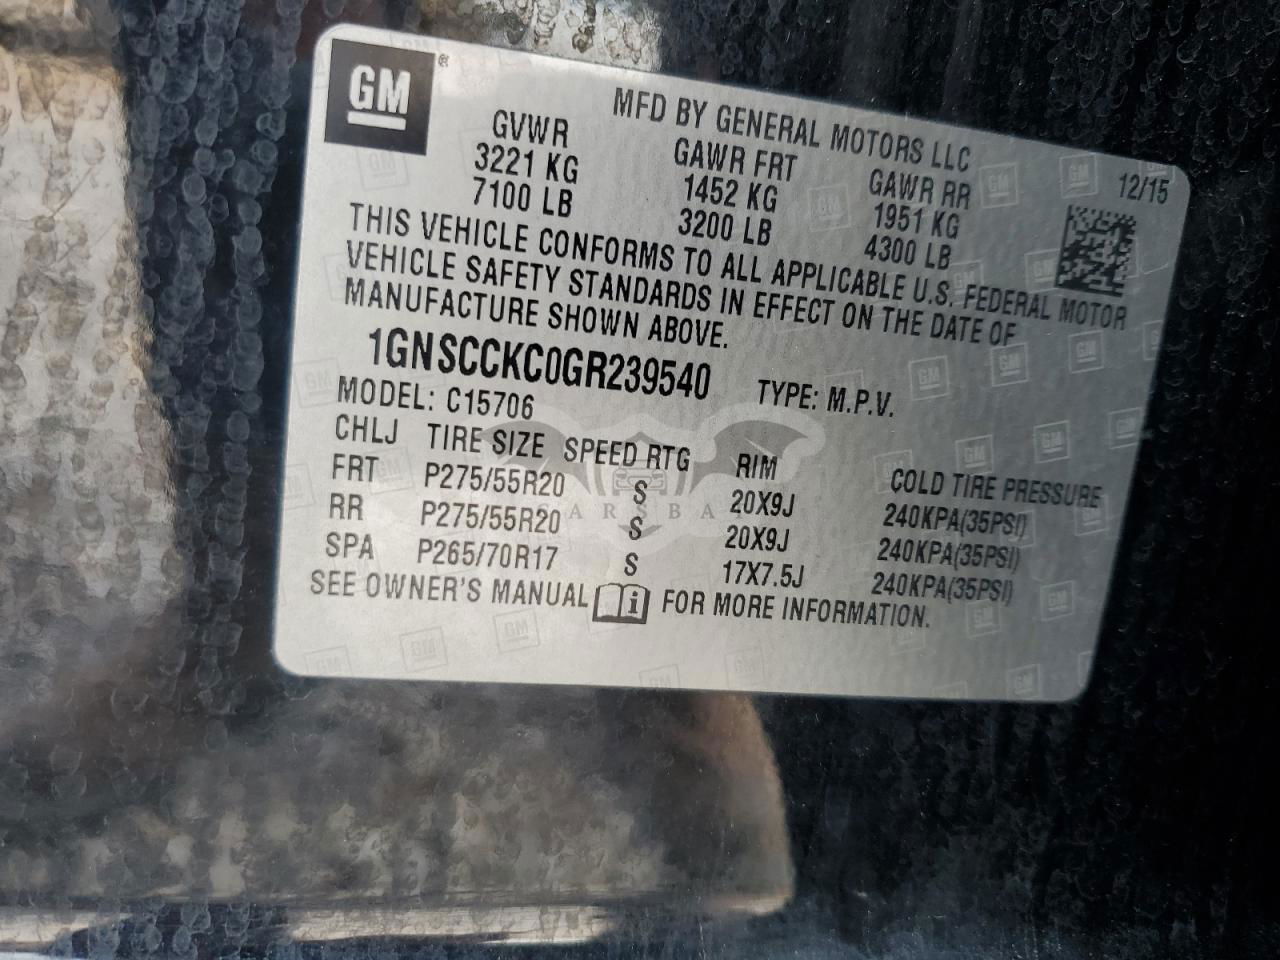 GM®
MFD BY GENERAL MOTORS LLC
12/15
GVWR GAWR FRT GAWR RR
3221 KG 1452 KG 1951 KG
7100 LB 3200 LB 4300 LB
THIS VEHICLE CONFORMS TO ALL APPLICABLE U.S. FEDERAL MOTOR
VEHICLE SAFETY STANDARDS IN EFFECT ON THE DATE OF
MANUFACTURE SHOWN ABOVE.
1GNSCCKC0GR239540 TYPE: M.P.V.
MODEL: C15706
CHLJ TIRE SIZE SPEED RTG RIM COLD TIRE PRESSURE
FRT P275/55R20 S 20X9J 240KPA(35PSI)
RR P275/55R20 S 20X9J 240KPA(35PSI)
SPA P265/70R17 S 17X7.5J 240KPA(35PSI)
SEE OWNER'S MANUAL i FOR MORE INFORMATION.